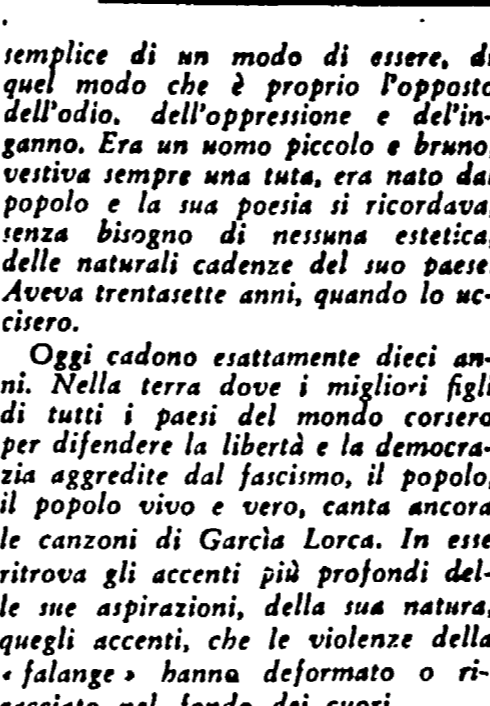 semplice di un modo di essere, di
quel modo che è proprio l'opposto
dell'odio, dell'oppressione e del'in-
ganno. Era un uomo piccolo e bruno,
vestiva sempre una tuta, era nato dal
popolo e la sua poesia si ricordava,
senza bisogno di nessuna estetica,
delle naturali cadenze del suo paese.
Aveva trentasette anni, quando lo uc-
cisero.
Oggi cadono esattamente dieci an-
ni. Nella terra dove i migliori figli
di tutti i paesi del mondo corsero
per difendere la libertà e la democra-
zia aggredite dal fascismo, il popolo,
il popolo vivo e vero, canta ancora
le canzoni di Garcìa Lorca. In esse
ritrova gli accenti più profondi del-
le sue aspirazioni, della sua natura,
quegli accenti, che le violenze della
« falange » hanno deformato o ri-
cacciato nel fondo dei cuori